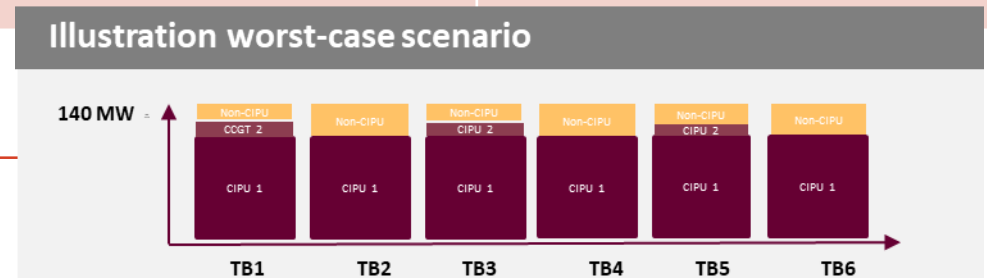 Illustration worst-case scenario
140 MW
Non-CIPU Non-CIPU Non-CIPU Non-CIPU Non-CIPU Non-CIPU
CCGT 2 CIPU 2 CIPU 2
CIPU 1 CIPU 1 CIPU 1 CIPU 1 CIPU 1 CIPU 1
TB1 TB2 TB3 TB4 TB5 TB6